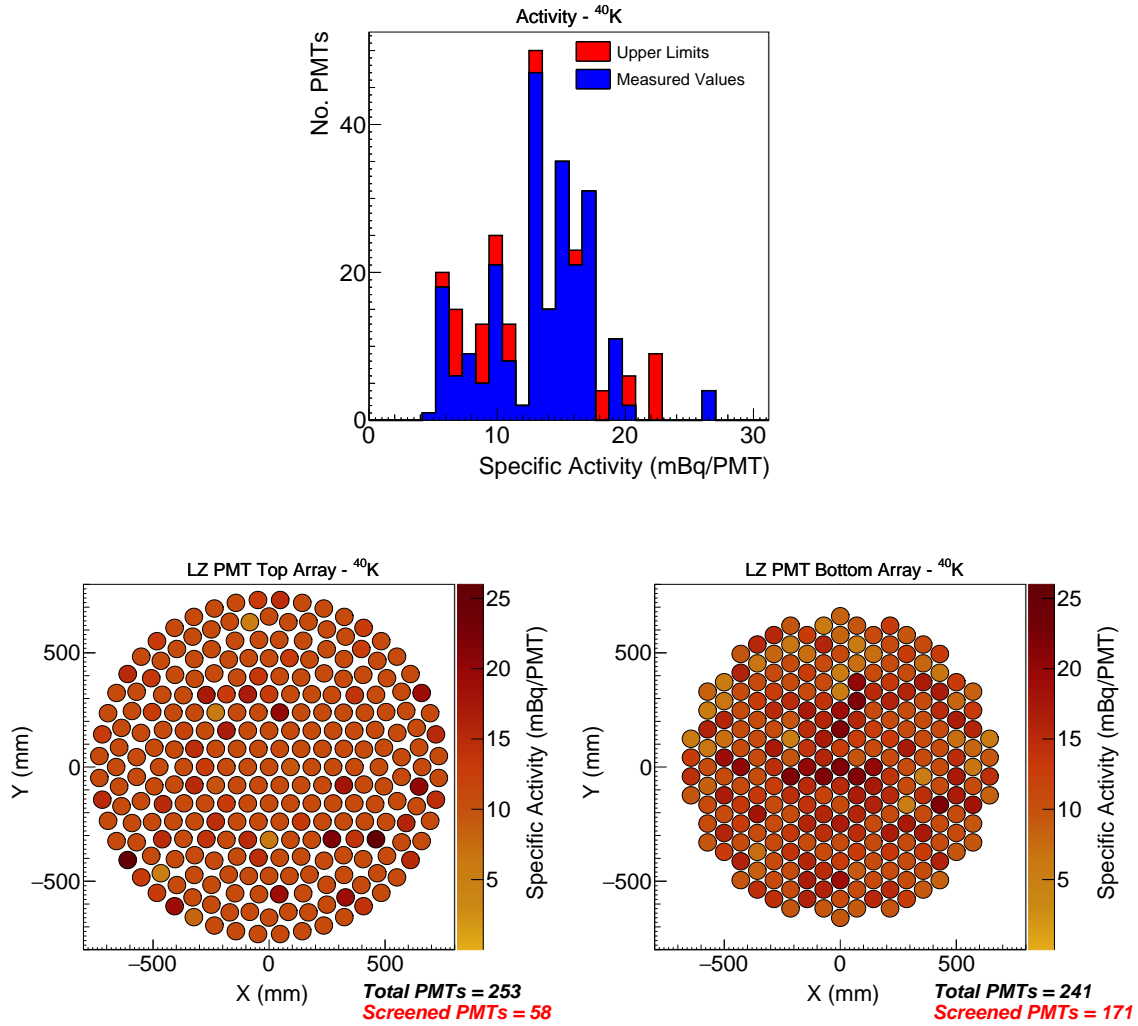 Activity - ⁴⁰K
No. PMTs
Upper Limits
Measured Values
40
20
0
0 10 20 30
Specific Activity (mBq/PMT)
LZ PMT Top Array - ⁴⁰K
Y (mm)
500
0
−500
−500 0 500
X (mm)
25
20
15
10
5
Specific Activity (mBq/PMT)
Total PMTs = 253
Screened PMTs = 58
LZ PMT Bottom Array - ⁴⁰K
Y (mm)
500
0
−500
−500 0 500
X (mm)
25
20
15
10
5
Specific Activity (mBq/PMT)
Total PMTs = 241
Screened PMTs = 171